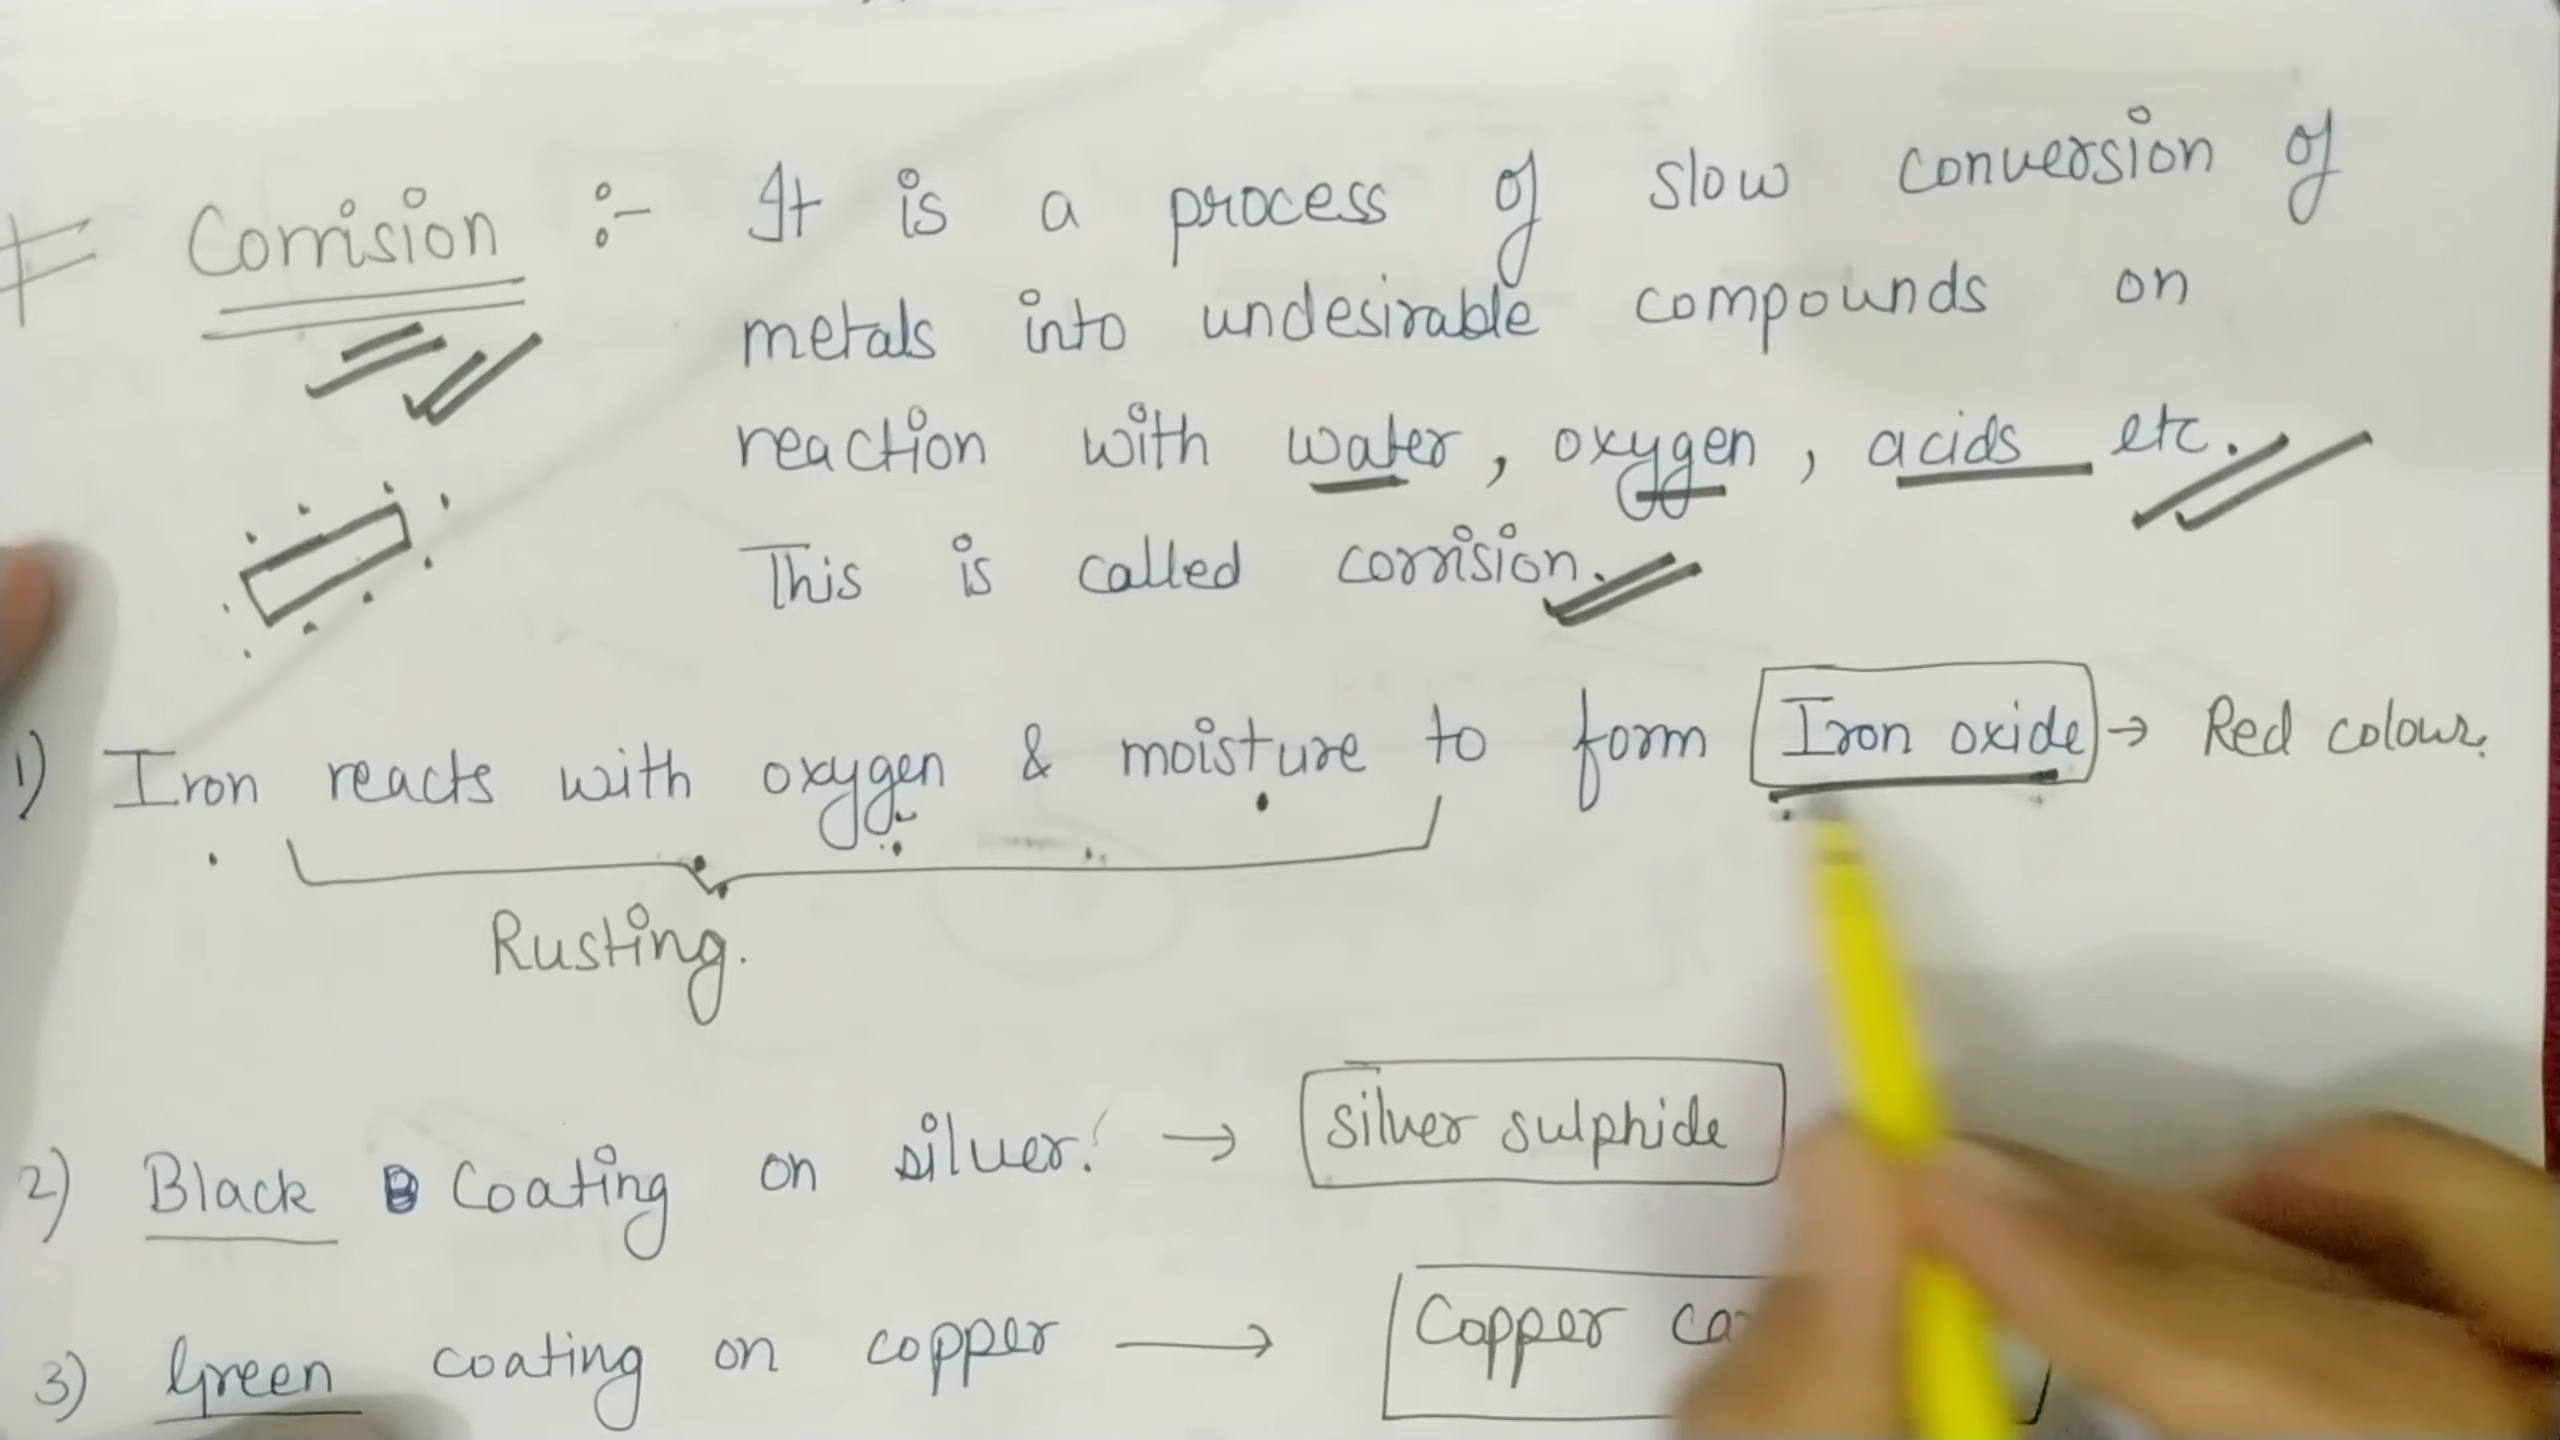 Corrision :- It is a process of slow conversion of
metals into undesirable compounds on
reaction with water, oxygen, acids etc.
This is called corrision.
1) Iron reacts with oxygen & moisture to form Iron oxide → Red colour.
Rusting.
2) Black Coating on silver. → silver sulphide
3) Green coating on copper → Copper